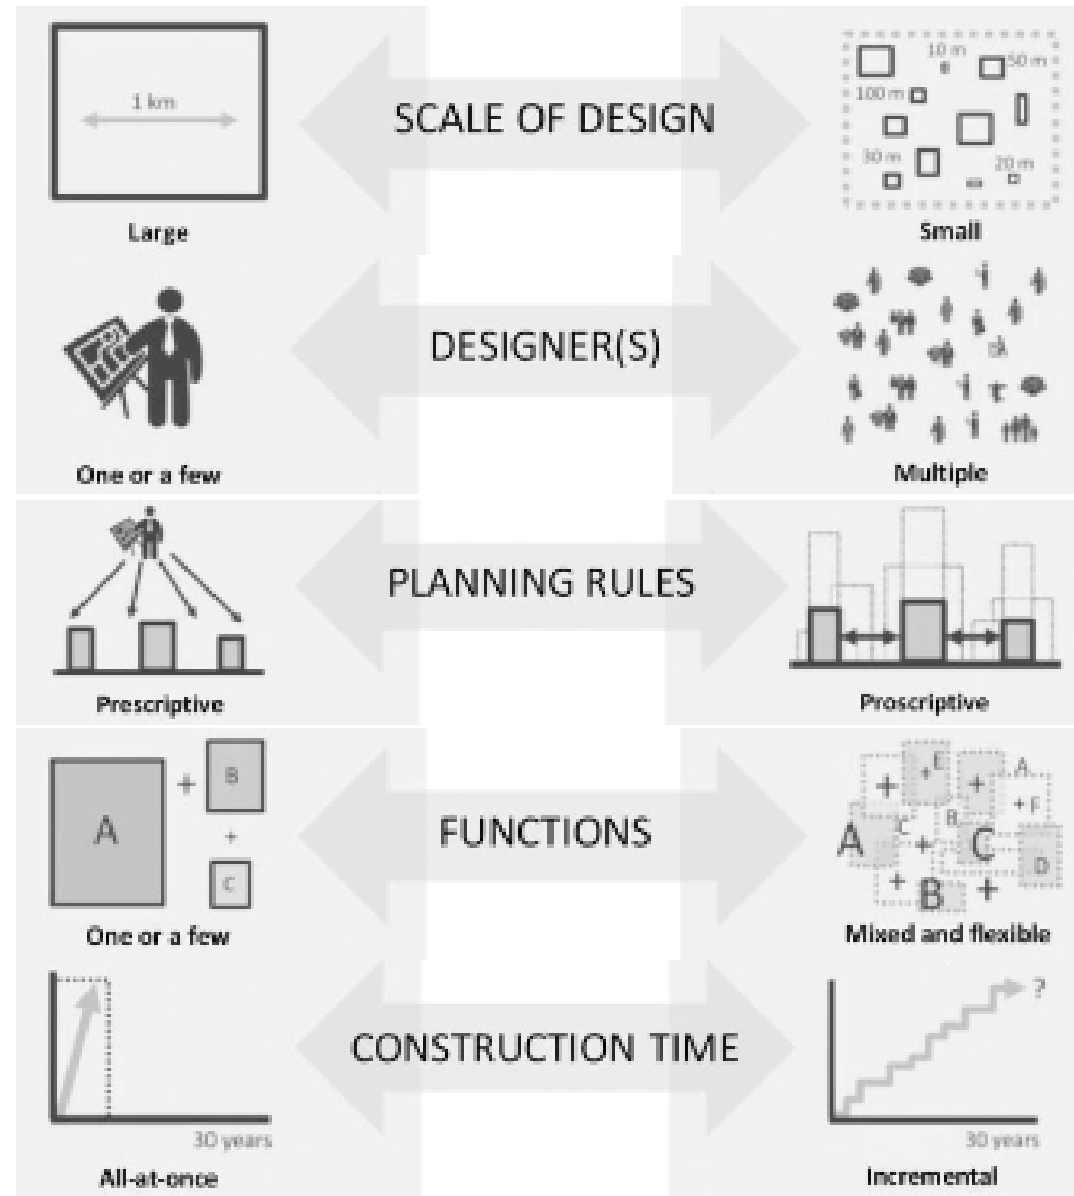 1 km
SCALE OF DESIGN
10 m
50 m
100 m
30 m
20 m
Large
Small
DESIGNER(S)
One or a few
Multiple
PLANNING RULES
Prescriptive
Proscriptive
A
+
B
+
C
FUNCTIONS
+
+
E
+
A
+ F
A
C
B
+
C
D
+
B
+
One or a few
Mixed and flexible
CONSTRUCTION TIME
?
30 years
30 years
All-at-once
Incremental